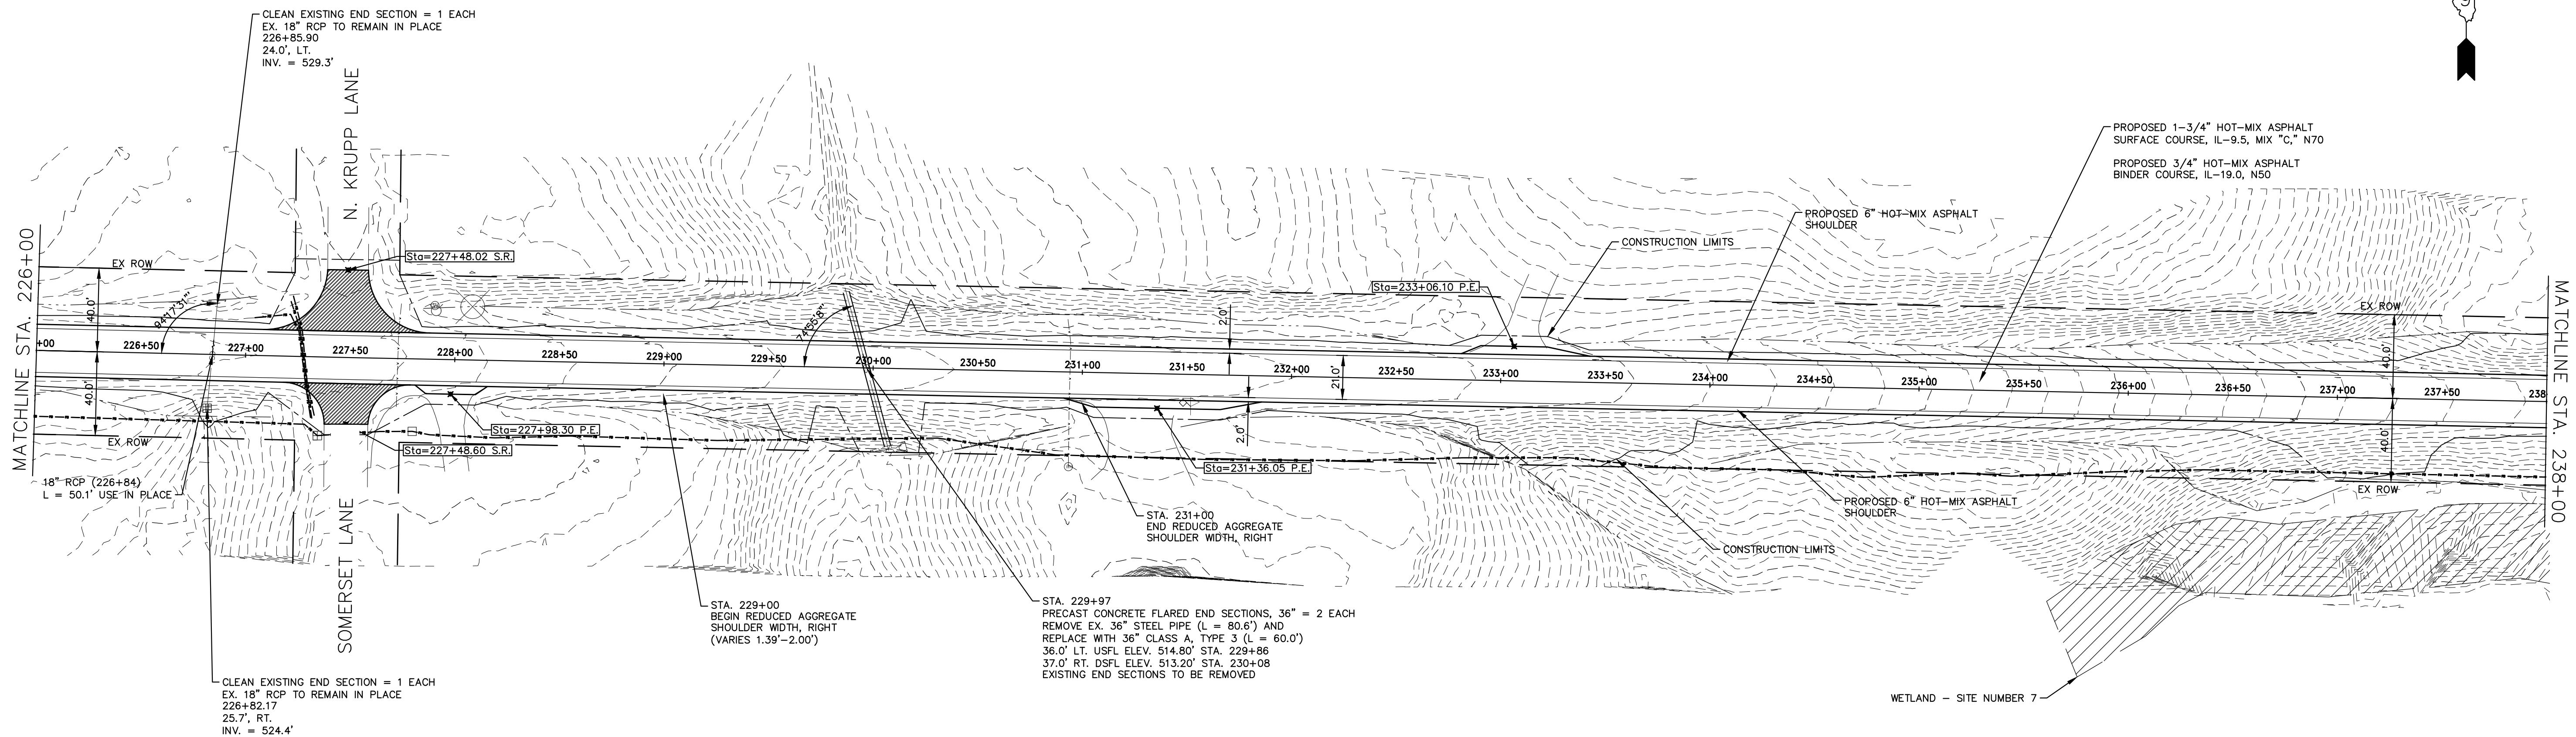 CLEAN EXISTING END SECTION = 1 EACH
EX. 18" RCP TO REMAIN IN PLACE
226+85.90
24.0', LT.
INV. = 529.3'
N. KRUPP LANE
PROPOSED 1-3/4" HOT-MIX ASPHALT
SURFACE COURSE, IL-9.5, MIX "C," N70
PROPOSED 3/4" HOT-MIX ASPHALT
BINDER COURSE, IL-19.0, N50
PROPOSED 6" HOT-MIX ASPHALT
SHOULDER
CONSTRUCTION LIMITS
MATCHLINE STA. 226+00
EX ROW
Sta=227+48.02 S.R.
Sta=233+06.10 P.E.
EX ROW
MATCHLINE STA. 238+00
40.0'
94°17'31"
74°55'8"
2.0'
40.0'
+00
226+50
227+00
227+50
228+00
228+50
229+00
229+50
230+00
230+50
231+00
231+50
232+00
232+50
233+00
233+50
234+00
234+50
235+00
235+50
236+00
236+50
237+00
237+50
238
40.0'
21.0'
2.0'
40.0'
Sta=227+98.30 P.E.
EX ROW
Sta=227+48.60 S.R.
Sta=231+36.05 P.E.
18" RCP (226+84)
L = 50.1' USE IN PLACE
EX ROW
PROPOSED 6" HOT-MIX ASPHALT
SHOULDER
STA. 231+00
END REDUCED AGGREGATE
SHOULDER WIDTH, RIGHT
CONSTRUCTION LIMITS
SOMERSET LANE
STA. 229+00
BEGIN REDUCED AGGREGATE
SHOULDER WIDTH, RIGHT
(VARIES 1.39'-2.00')
STA. 229+97
PRECAST CONCRETE FLARED END SECTIONS, 36" = 2 EACH
REMOVE EX. 36" STEEL PIPE (L = 80.6') AND
REPLACE WITH 36" CLASS A, TYPE 3 (L = 60.0')
36.0' LT. USFL ELEV. 514.80' STA. 229+86
37.0' RT. DSFL ELEV. 513.20' STA. 230+08
EXISTING END SECTIONS TO BE REMOVED
CLEAN EXISTING END SECTION = 1 EACH
EX. 18" RCP TO REMAIN IN PLACE
226+82.17
25.7', RT.
INV. = 524.4'
WETLAND - SITE NUMBER 7